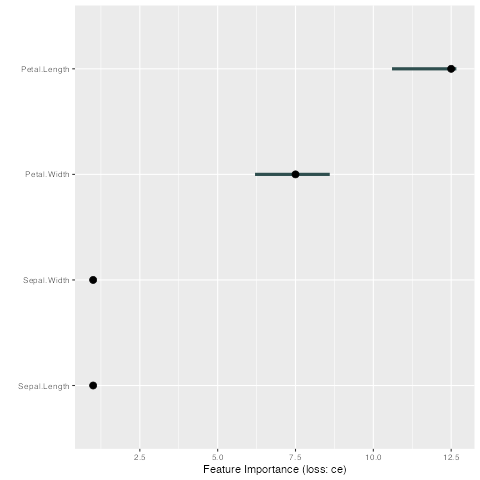 Petal.Length
Petal.Width
Sepal.Width
Sepal.Length
2.5 5.0 7.5 10.0 12.5
Feature Importance (loss: ce)